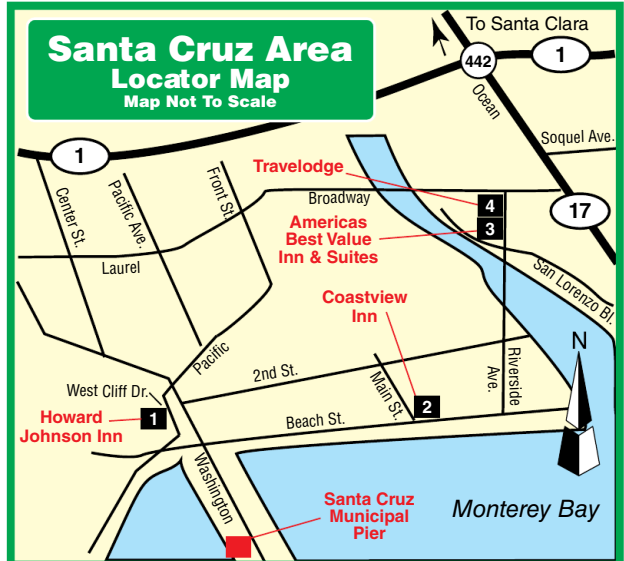 Santa Cruz Area
Locator Map
Map Not To Scale
To Santa Clara
442
1
Ocean
Soquel Ave.
1
17
Travelodge
Broadway
4
Americas
Best Value
Inn & Suites
3
Center St.
Pacific Ave.
Front St.
Laurel
San Lorenzo Bl.
Coastview
Inn
N
Pacific
2nd St.
Main St.
Riverside
Ave.
West Cliff Dr.
Howard
Johnson Inn
1
2
Beach St.
Washington
Santa Cruz
Municipal
Pier
Monterey Bay